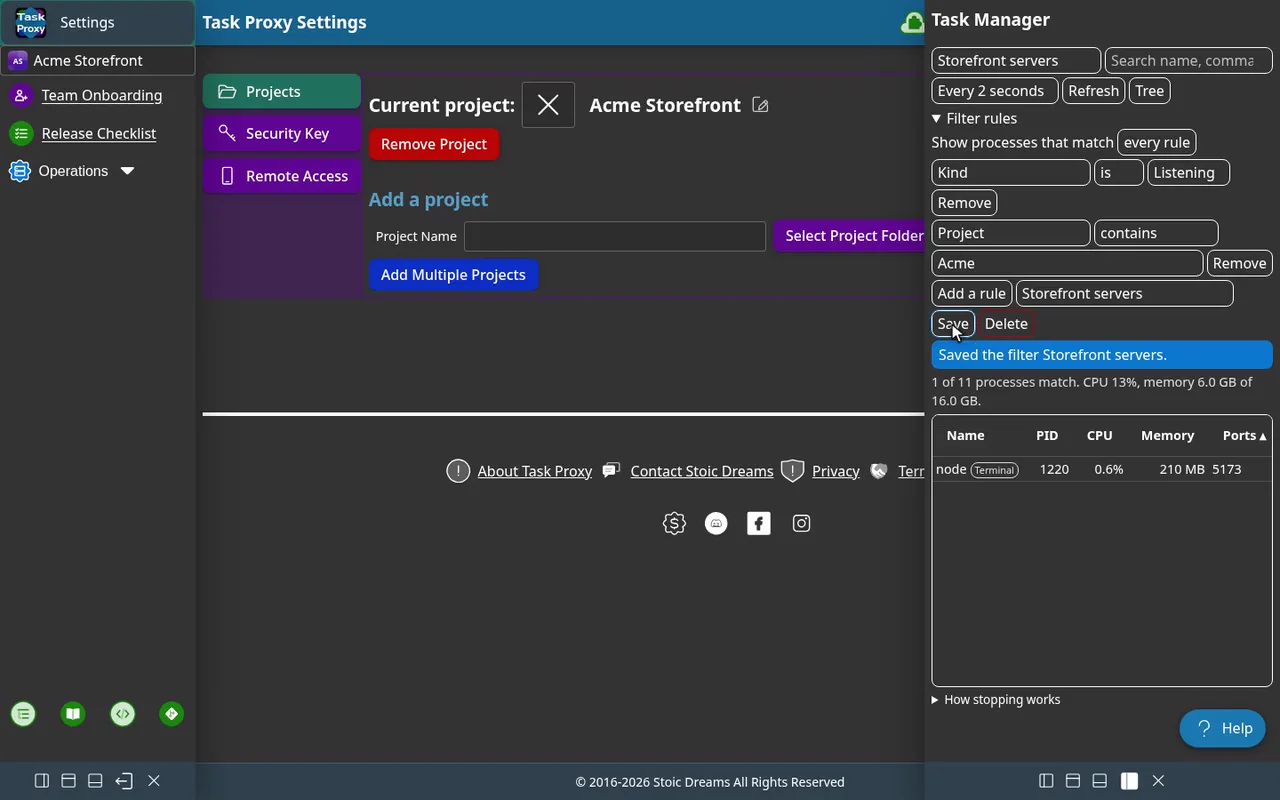 Task Proxy
Settings
AS Acme Storefront
Team Onboarding
Release Checklist
Operations
Task Proxy Settings
Projects
Security Key
Remote Access
Current project:
Acme Storefront
Remove Project
Add a project
Project Name
Select Project Folder
Add Multiple Projects
About Task Proxy
Contact Stoic Dreams
Privacy
Terr
© 2016-2026 Stoic Dreams All Rights Reserved
Task Manager
Storefront servers
Search name, comma
Every 2 seconds
Refresh
Tree
Filter rules
Show processes that match every rule
Kind is Listening
Remove
Project contains
Acme Remove
Add a rule Storefront servers
Save Delete
Saved the filter Storefront servers.
1 of 11 processes match. CPU 13%, memory 6.0 GB of
16.0 GB.
Name PID CPU Memory Ports ▲
node Terminal 1220 0.6% 210 MB 5173
How stopping works
? Help